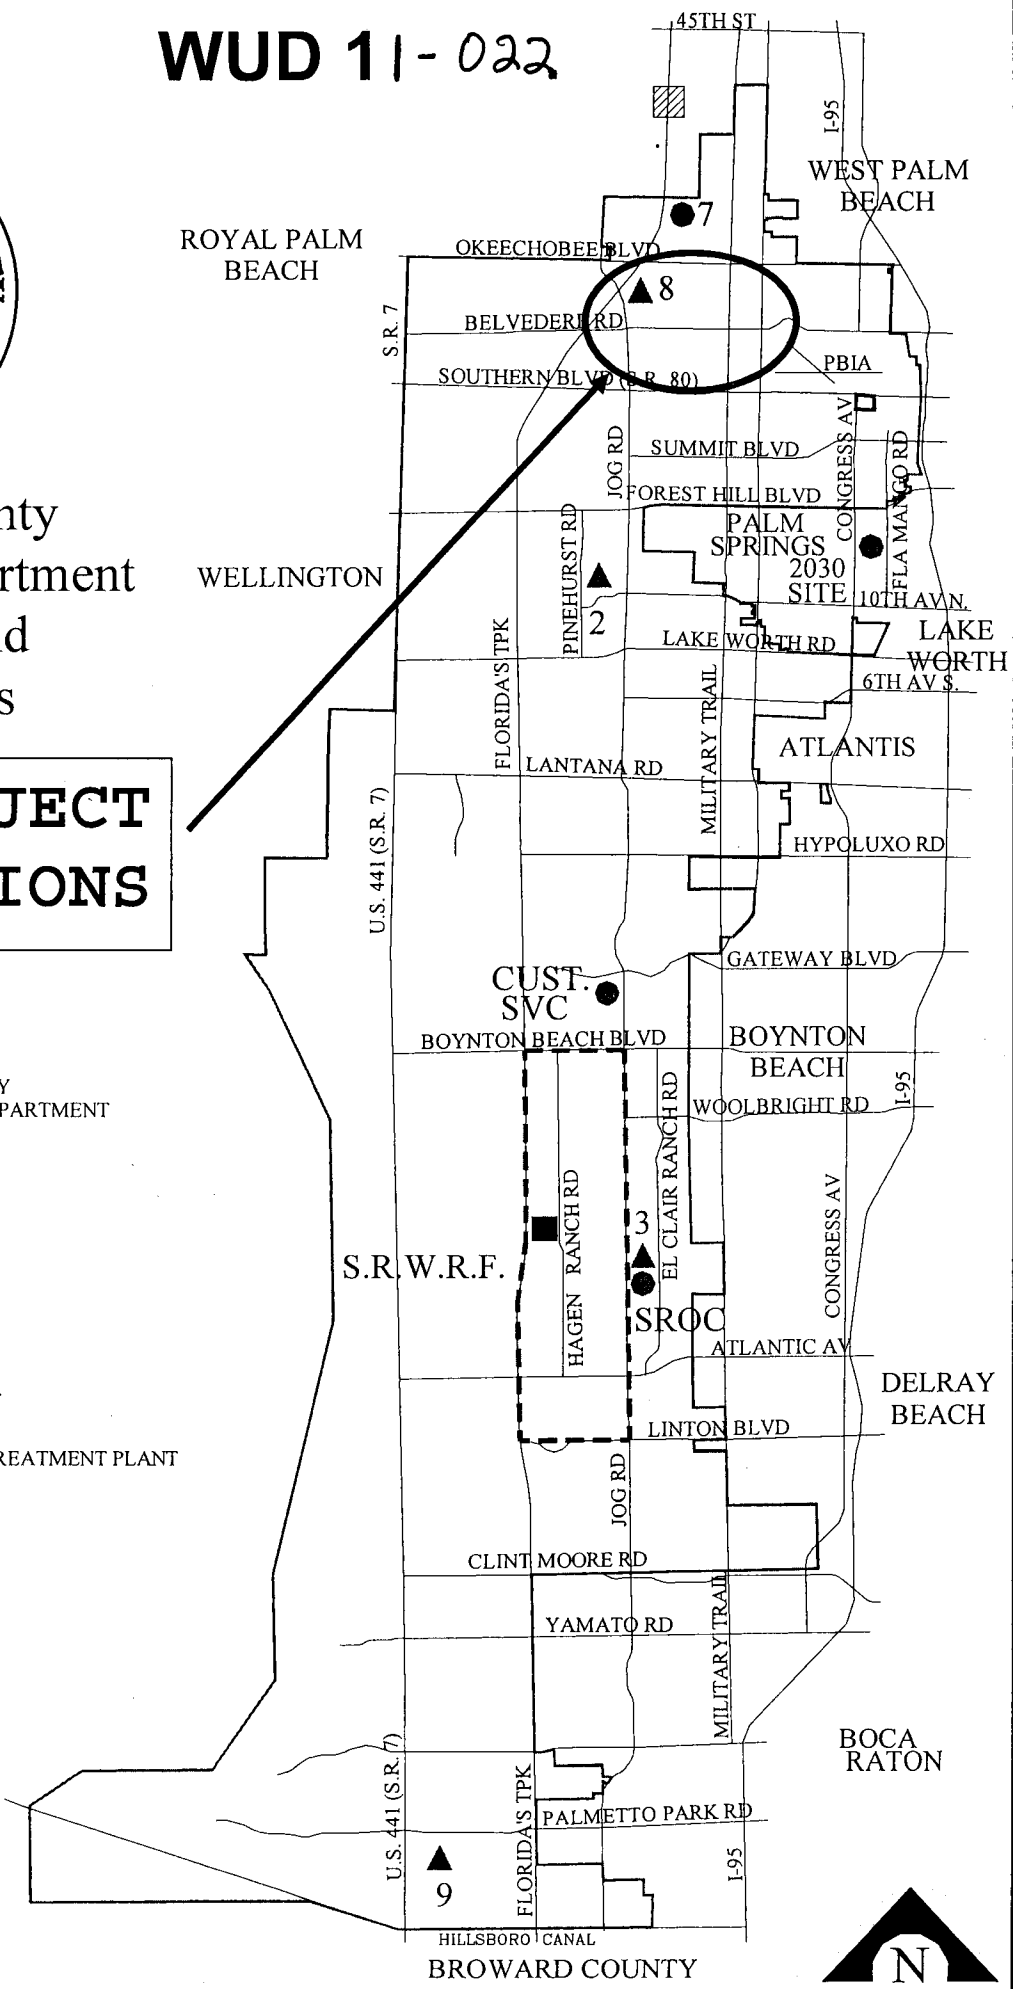 WUD 11-022
45TH ST
I-95
WEST PALM
BEACH
7
ROYAL PALM
BEACH
OKEECHOBEE BLVD
8
S.R. 7
BELVEDERE RD
PBIA
SOUTHERN BLVD (S.R. 80)
CONGRESS AV
JOG RD
SUMMIT BLVD
FLA MANGO RD
FOREST HILL BLVD
nty
PINEHURST RD
PALM
SPRINGS
2030
SITE
rtment
WELLINGTON
10TH AV N.
2
LAKE
WORTH
d
LAKE WORTH RD
s
FLORIDA'S TPK
MILITARY TRAIL
6TH AV S.
ATLANTIS
LANTANA RD
JECT
IONS
U.S. 441 (S.R. 7)
HYPOLUXO RD
GATEWAY BLVD
CUST.
SVC
BOYNTON BEACH BLVD
BOYNTON
BEACH
Y
PARTMENT
EL CLAIR RANCH RD
WOOLBRIGHT RD
I-95
HAGEN RANCH RD
3
CONGRESS AV
S.R.W.R.F.
SROC
ATLANTIC AV
DELRAY
BEACH
LINTON BLVD
REATMENT PLANT
JOG RD
CLINT MOORE RD
MILITARY TRAIL
YAMATO RD
BOCA
RATON
U.S. 441 (S.R. 7)
FLORIDA'S TPK
PALMETTO PARK RD
I-95
9
HILLSBORO CANAL
BROWARD COUNTY
N